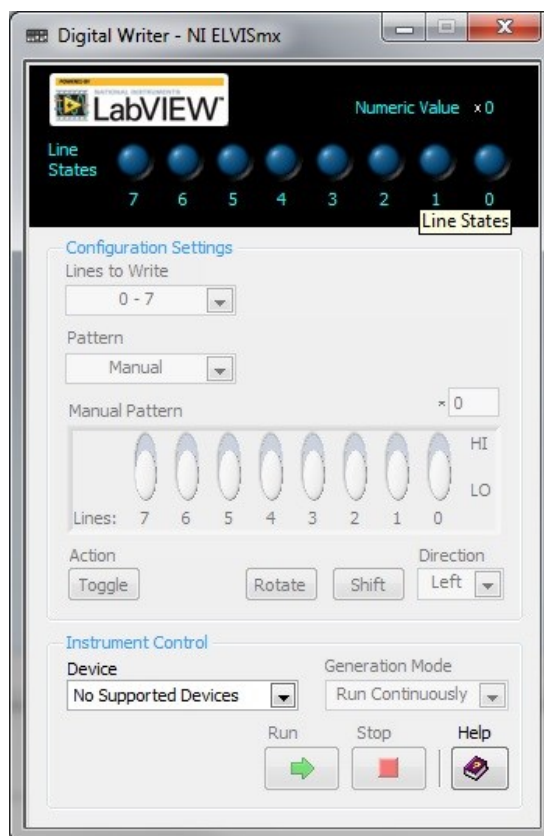 Digital Writer - NI ELVISmx
POWERED BY
NATIONAL INSTRUMENTS
LabVIEW™
Numeric Value x 0
Line
States
7 6 5 4 3 2 1 0
Line States
Configuration Settings
Lines to Write
0 - 7
Pattern
Manual
Manual Pattern x 0
HI
LO
Lines: 7 6 5 4 3 2 1 0
Action Direction
Toggle Rotate Shift Left
Instrument Control
Device Generation Mode
No Supported Devices Run Continuously
Run Stop Help